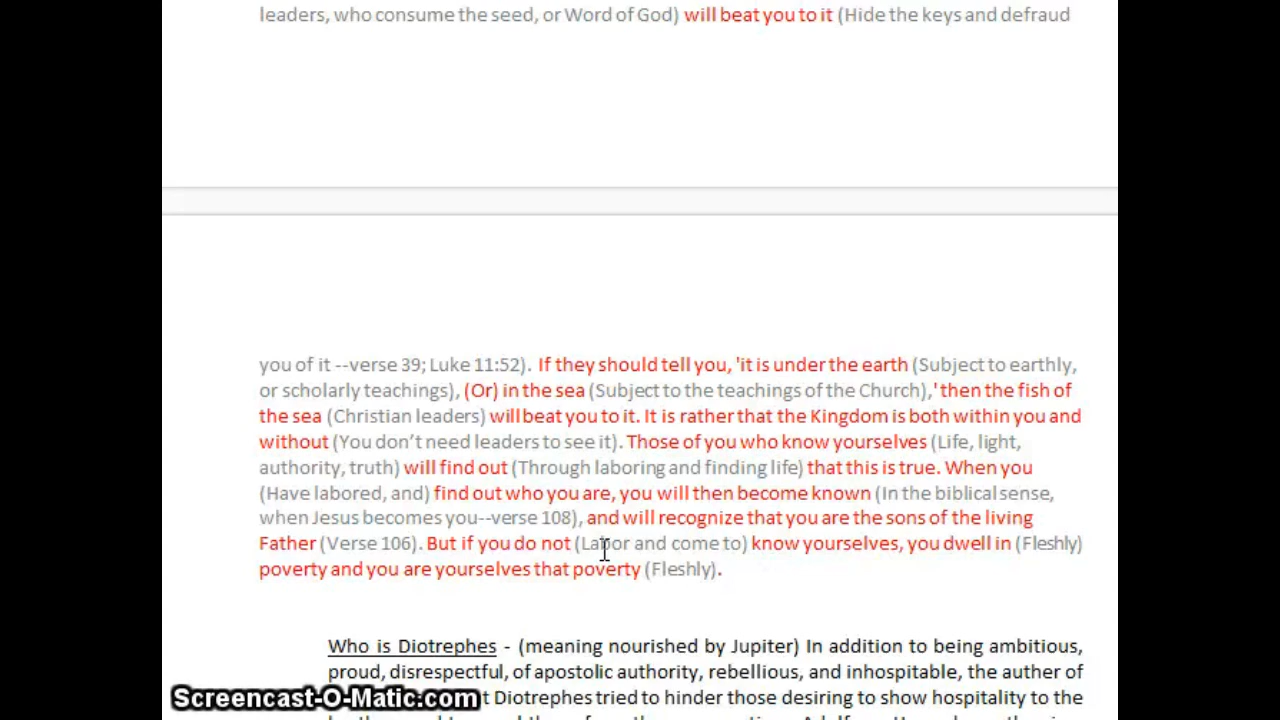 leaders, who consume the seed, or Word of God) will beat you to it (Hide the keys and defraud
you of it --verse 39; Luke 11:52). If they should tell you, 'it is under the earth (Subject to earthly,
or scholarly teachings), (Or) in the sea (Subject to the teachings of the Church),' then the fish of
the sea (Christian leaders) will beat you to it. It is rather that the Kingdom is both within you and
without (You don't need leaders to see it). Those of you who know yourselves (Life, light,
authority, truth) will find out (Through laboring and finding life) that this is true. When you
(Have labored, and) find out who you are, you will then become known (In the biblical sense,
when Jesus becomes you--verse 108), and will recognize that you are the sons of the living
Father (Verse 106). But if you do not (Labor and come to) know yourselves, you dwell in (Fleshly)
poverty and you are yourselves that poverty (Fleshly).
Who is Diotrephes - (meaning nourished by Jupiter) In addition to being ambitious,
proud, disrespectful, of apostolic authority, rebellious, and inhospitable, the auther of
Diotrephes tried to hinder those desiring to show hospitality to the
Screencast-O-Matic.com